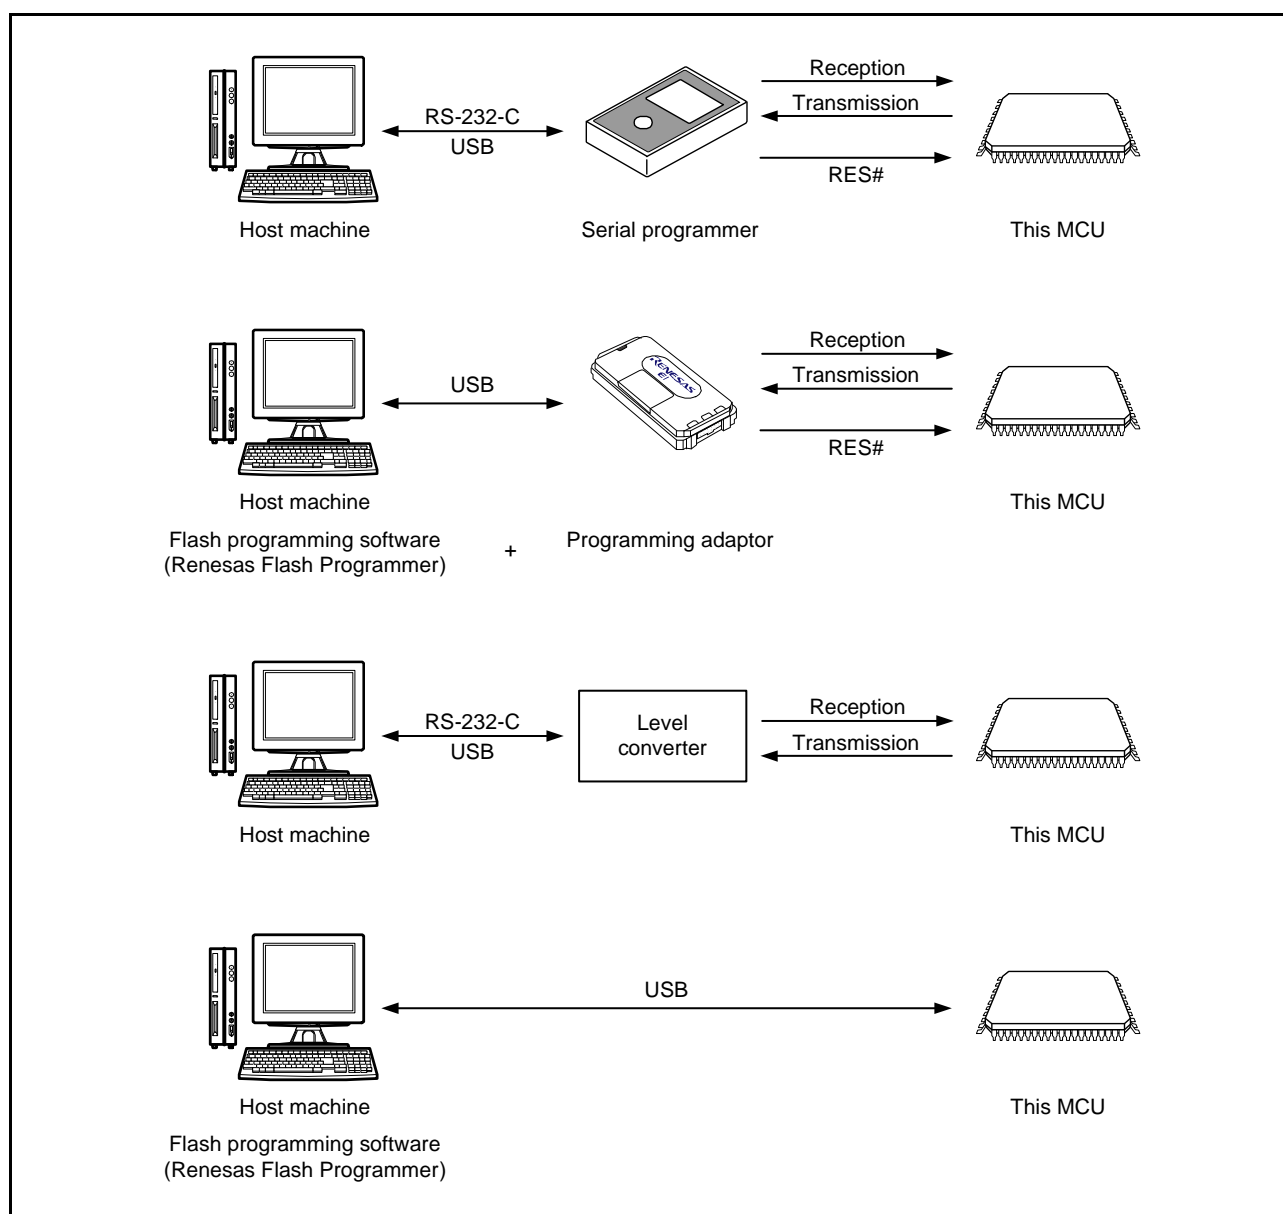 Reception
RS-232-C
Transmission
USB
RES#
Host machine
Serial programmer
This MCU
Reception
USB
Transmission
RENESAS
E1
RES#
Host machine
This MCU
Flash programming software
+
Programming adaptor
(Renesas Flash Programmer)
Reception
RS-232-C
Level
converter
Transmission
USB
Host machine
This MCU
USB
Host machine
This MCU
Flash programming software
(Renesas Flash Programmer)